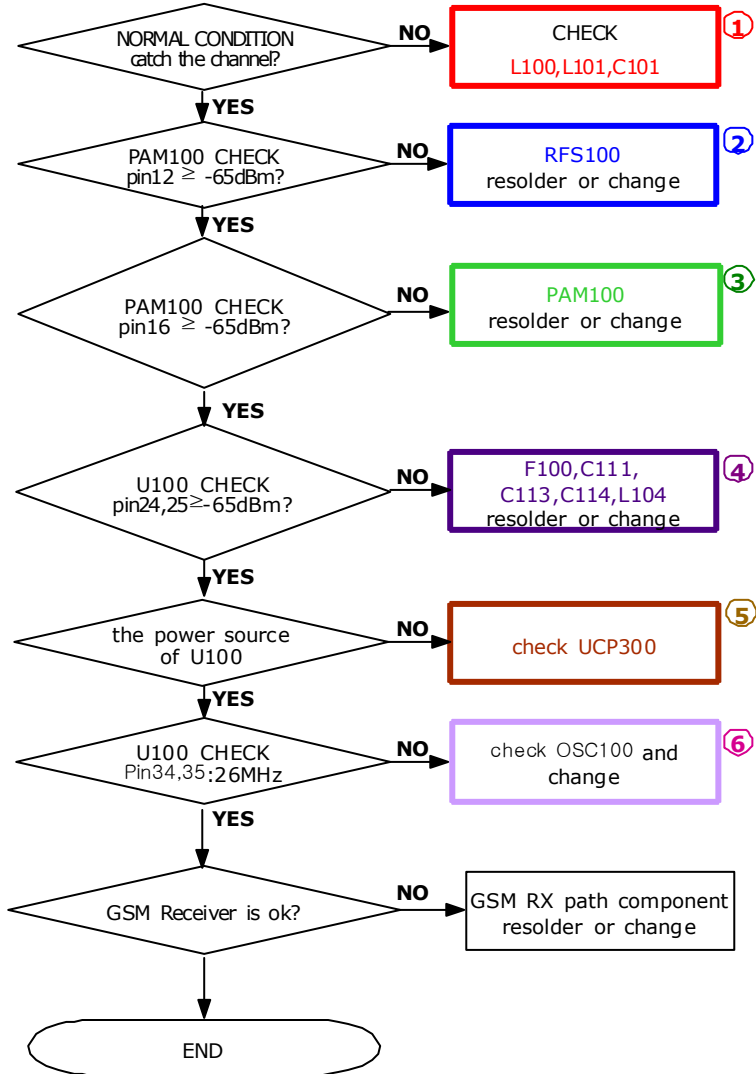 NORMAL CONDITION
catch the channel?
NO
CHECK
L100,L101,C101
1
YES
PAM100 CHECK
pin12 ≥ -65dBm?
NO
RFS100
resolder or change
2
YES
PAM100 CHECK
pin16 ≥ -65dBm?
NO
PAM100
resolder or change
3
YES
U100 CHECK
pin24,25≥-65dBm?
NO
F100,C111,
C113,C114,L104
resolder or change
4
YES
the power source
of U100
NO
check UCP300
5
YES
U100 CHECK
Pin34,35:26MHz
NO
check OSC100 and
change
6
YES
GSM Receiver is ok?
NO
GSM RX path component
resolder or change
END